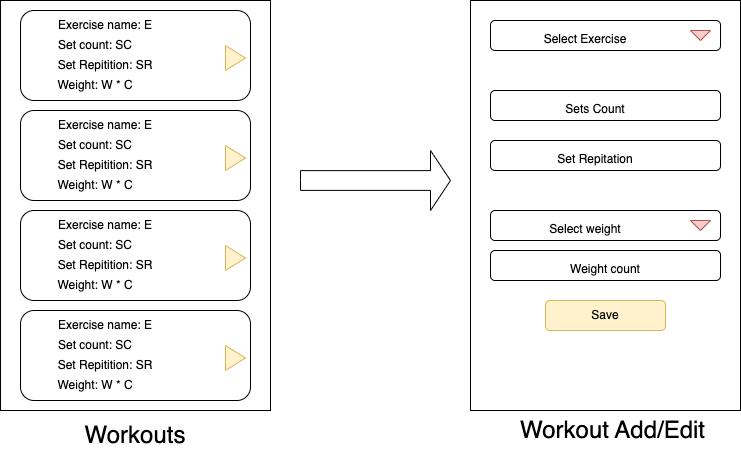 Exercise name: E
Set count: SC
Set Repitition: SR
Weight: W * C
Exercise name: E
Set count: SC
Set Repitition: SR
Weight: W * C
Exercise name: E
Set count: SC
Set Repitition: SR
Weight: W * C
Exercise name: E
Set count: SC
Set Repitition: SR
Weight: W * C
Workouts
Select Exercise
Sets Count
Set Repitation
Select weight
Weight count
Save
Workout Add/Edit